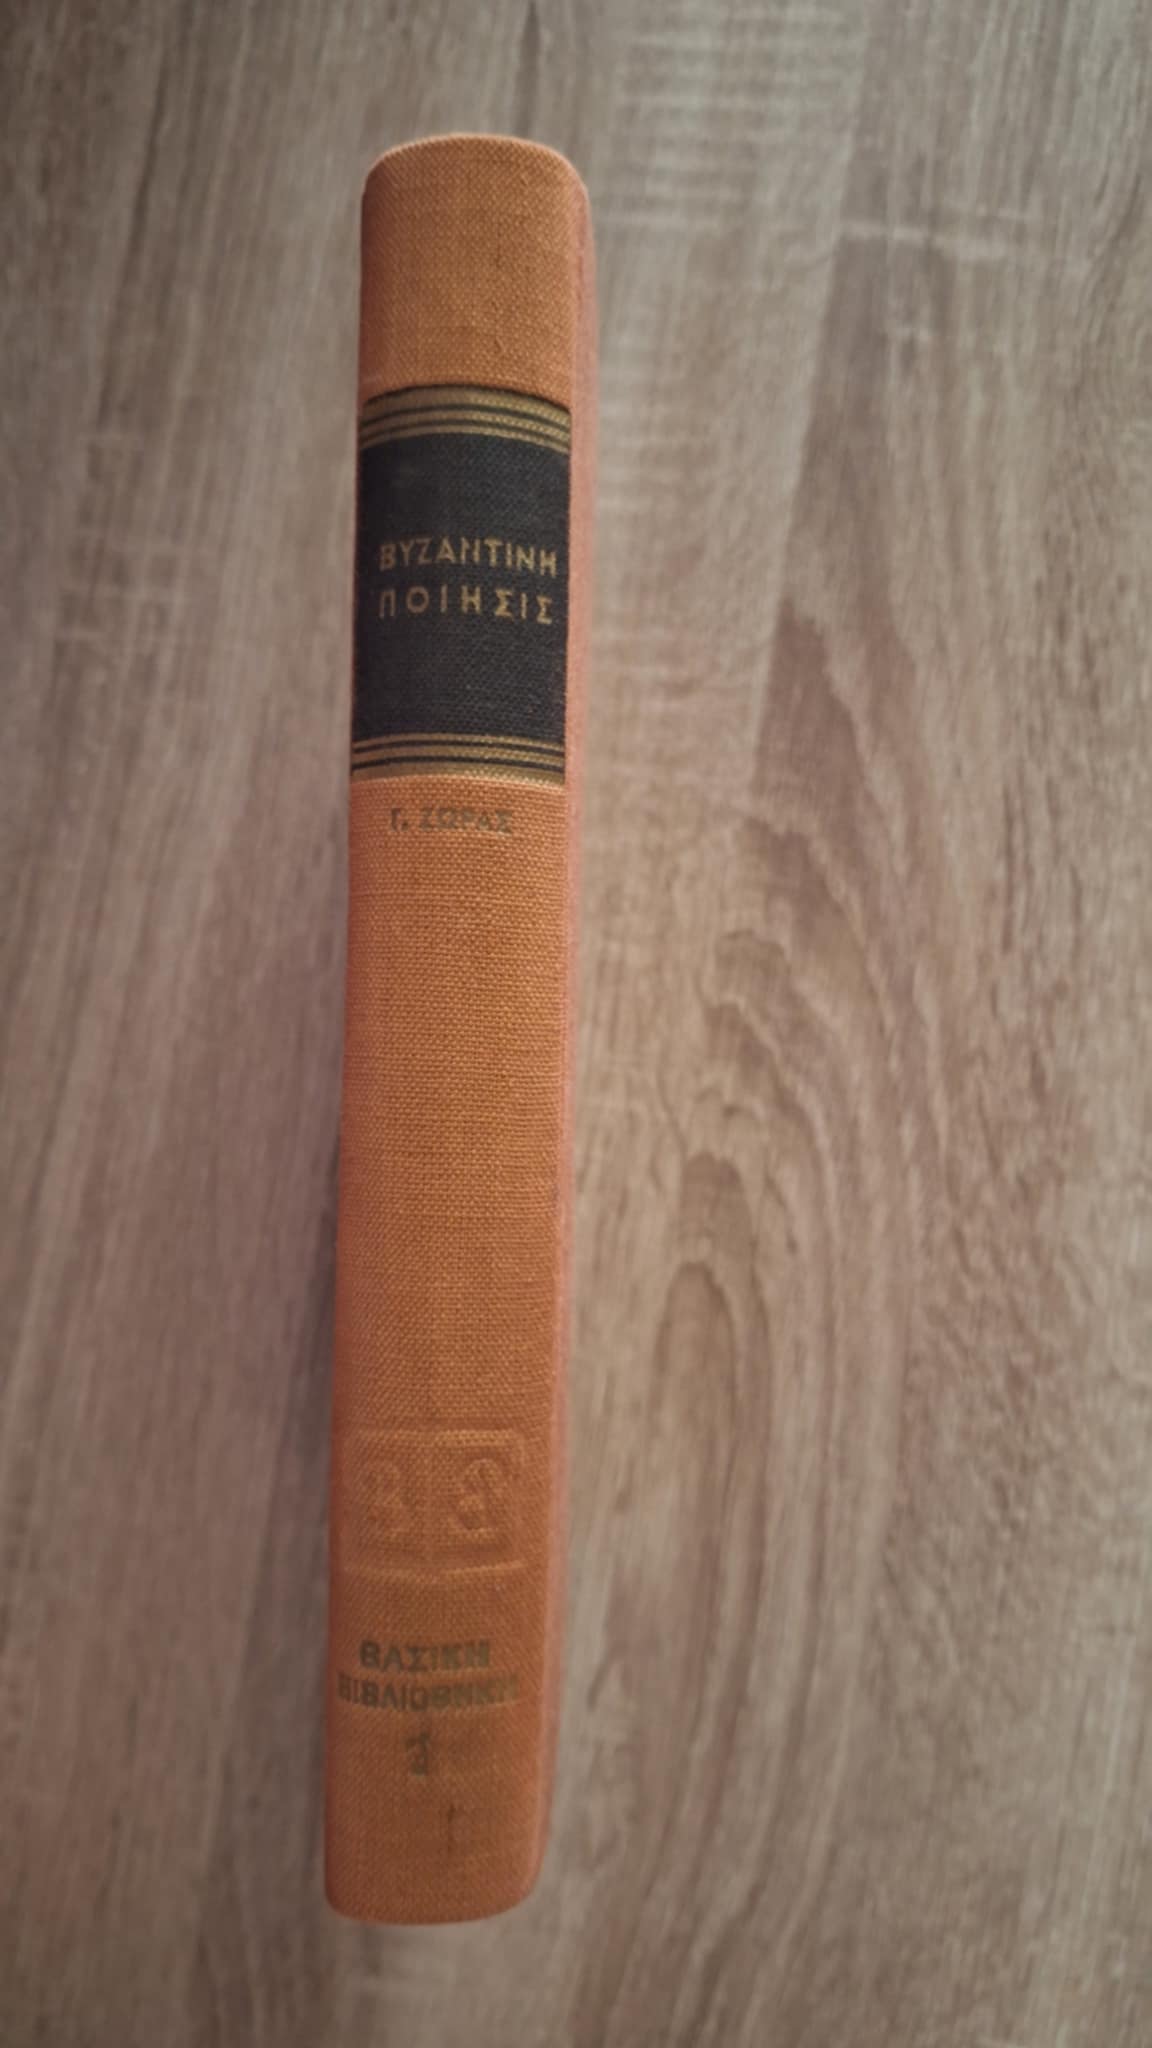 ΒΥΖΑΝΤΙΝΗ
ΠΟΙΗΣΙΣ
Γ. ΖΩΡΑΣ
ΒΑΣΙΚΗ
ΒΙΒΛΙΟΘΗΚΗ
1